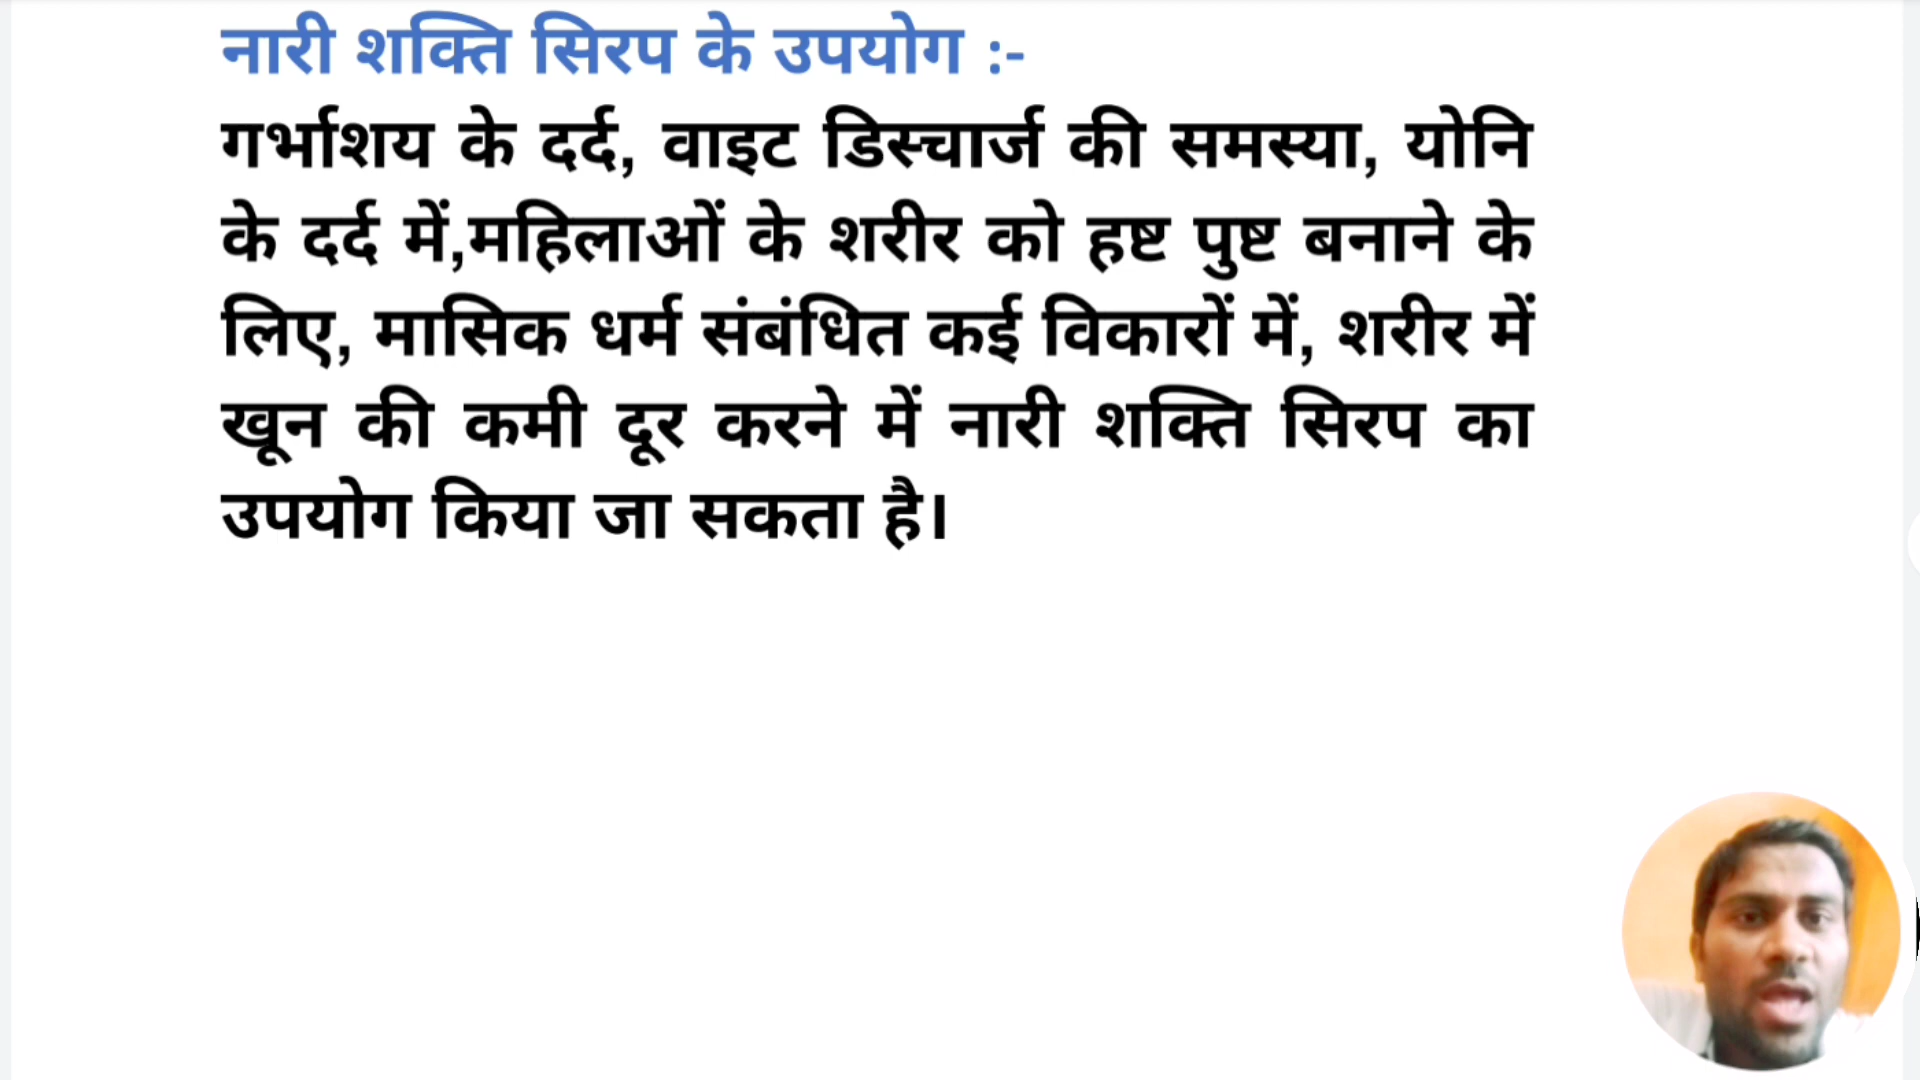 नारी शक्ति सिरप के उपयोग :-
गर्भाशय के दर्द, वाइट डिस्चार्ज की समस्या, योनि
के दर्द में,महिलाओं के शरीर को हृष्ट पुष्ट बनाने के
लिए, मासिक धर्म संबंधित कई विकारों में, शरीर में
खून की कमी दूर करने में नारी शक्ति सिरप का
उपयोग किया जा सकता है।